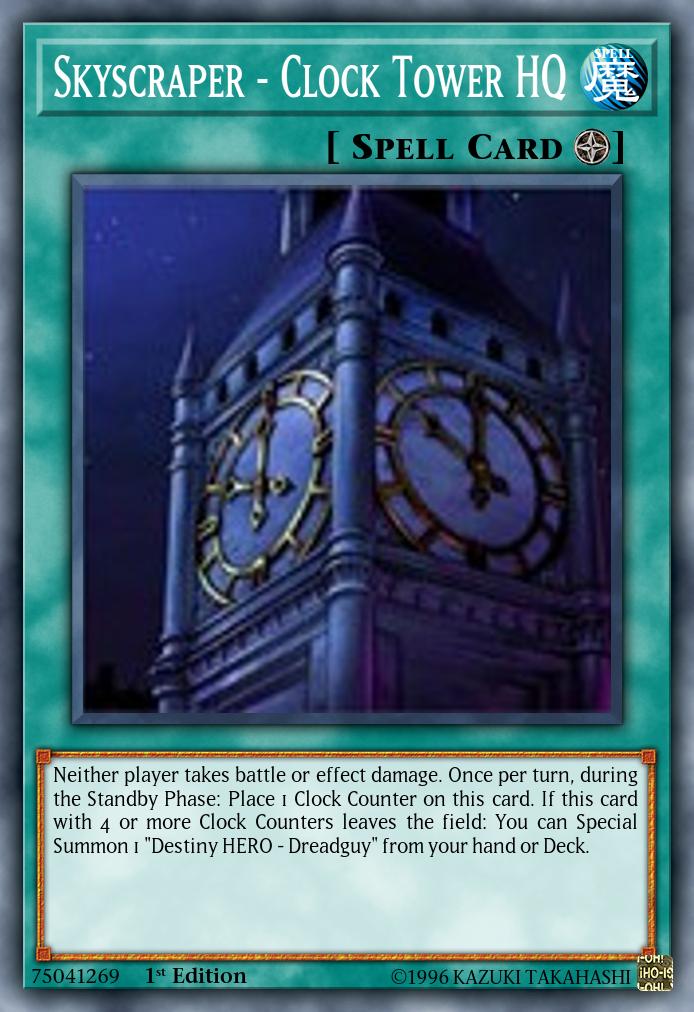 SKYSCRAPER - CLOCK TOWER HQ
SPELL
魔
[ SPELL CARD ]
Neither player takes battle or effect damage. Once per turn, during
the Standby Phase: Place 1 Clock Counter on this card. If this card
with 4 or more Clock Counters leaves the field: You can Special
Summon 1 "Destiny HERO - Dreadguy" from your hand or Deck.
75041269 1st Edition ©1996 KAZUKI TAKAHASHI